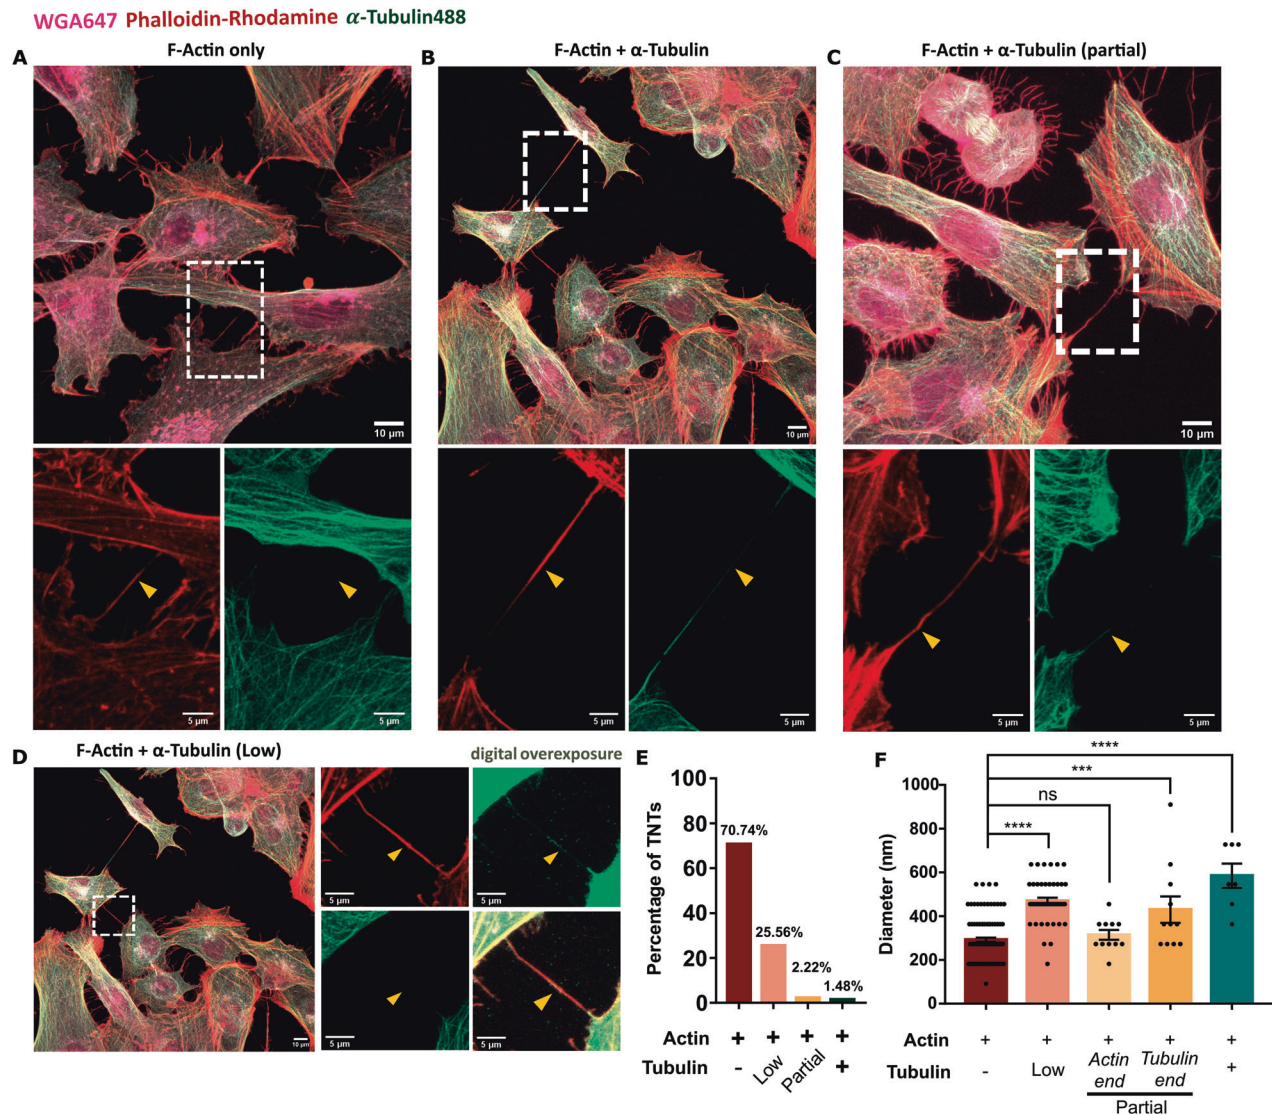 WGA647 Phalloidin-Rhodamine α-Tubulin488
A
F-Actin only
B
F-Actin + α-Tubulin
C
F-Actin + α-Tubulin (partial)
10 μm
10 μm
10 μm
5 μm
5 μm
5 μm
5 μm
5 μm
5 μm
D
F-Actin + α-Tubulin (Low)
digital overexposure
10 μm
5 μm
5 μm
5 μm
5 μm
E
Percentage of TNTs
100
80
60
40
20
0
70.74%
25.56%
2.22%
1.48%
Actin + + + +
Tubulin - Low Partial +
F
Diameter (nm)
1000
800
600
400
200
0
****
***
ns
****
Actin + + + + +
Tubulin - Low Actin end Tubulin end +
Partial